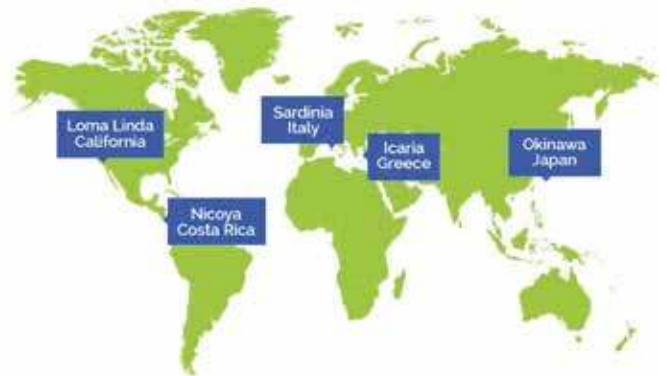 Loma Linda
California
Sardinia
Italy
Icaria
Greece
Okinawa
Japan
Nicoya
Costa Rica